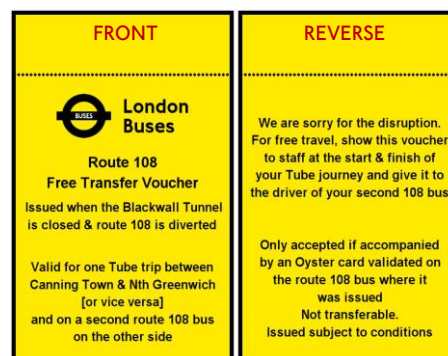 FRONT
BUSES
London
Buses
Route 108
Free Transfer Voucher
Issued when the Blackwall Tunnel
is closed & route 108 is diverted
Valid for one Tube trip between
Canning Town & Nth Greenwich
[or vice versa]
and on a second route 108 bus
on the other side
REVERSE
We are sorry for the disruption.
For free travel, show this voucher
to staff at the start & finish of
your Tube journey and give it to
the driver of your second 108 bus
Only accepted if accompanied
by an Oyster card validated on
the route 108 bus where it
was issued
Not transferable.
Issued subject to conditions